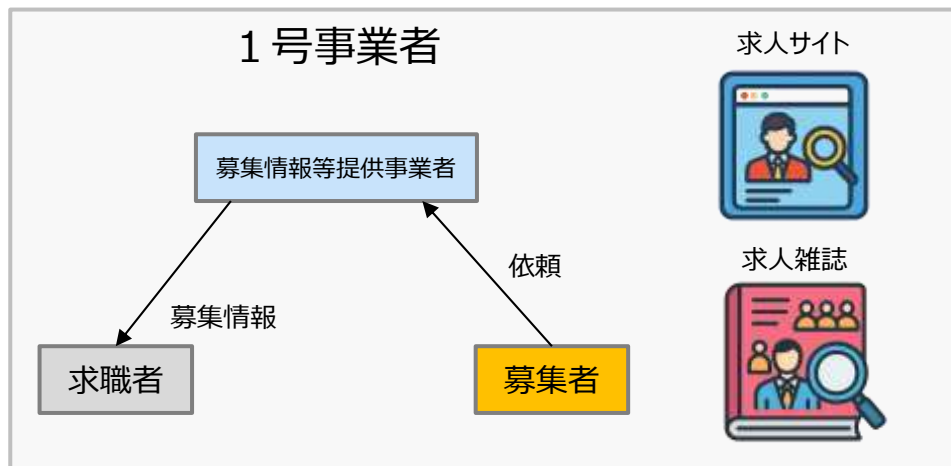 １号事業者
求人サイト
募集情報等提供事業者
依頼
求人雑誌
募集情報
求職者
募集者